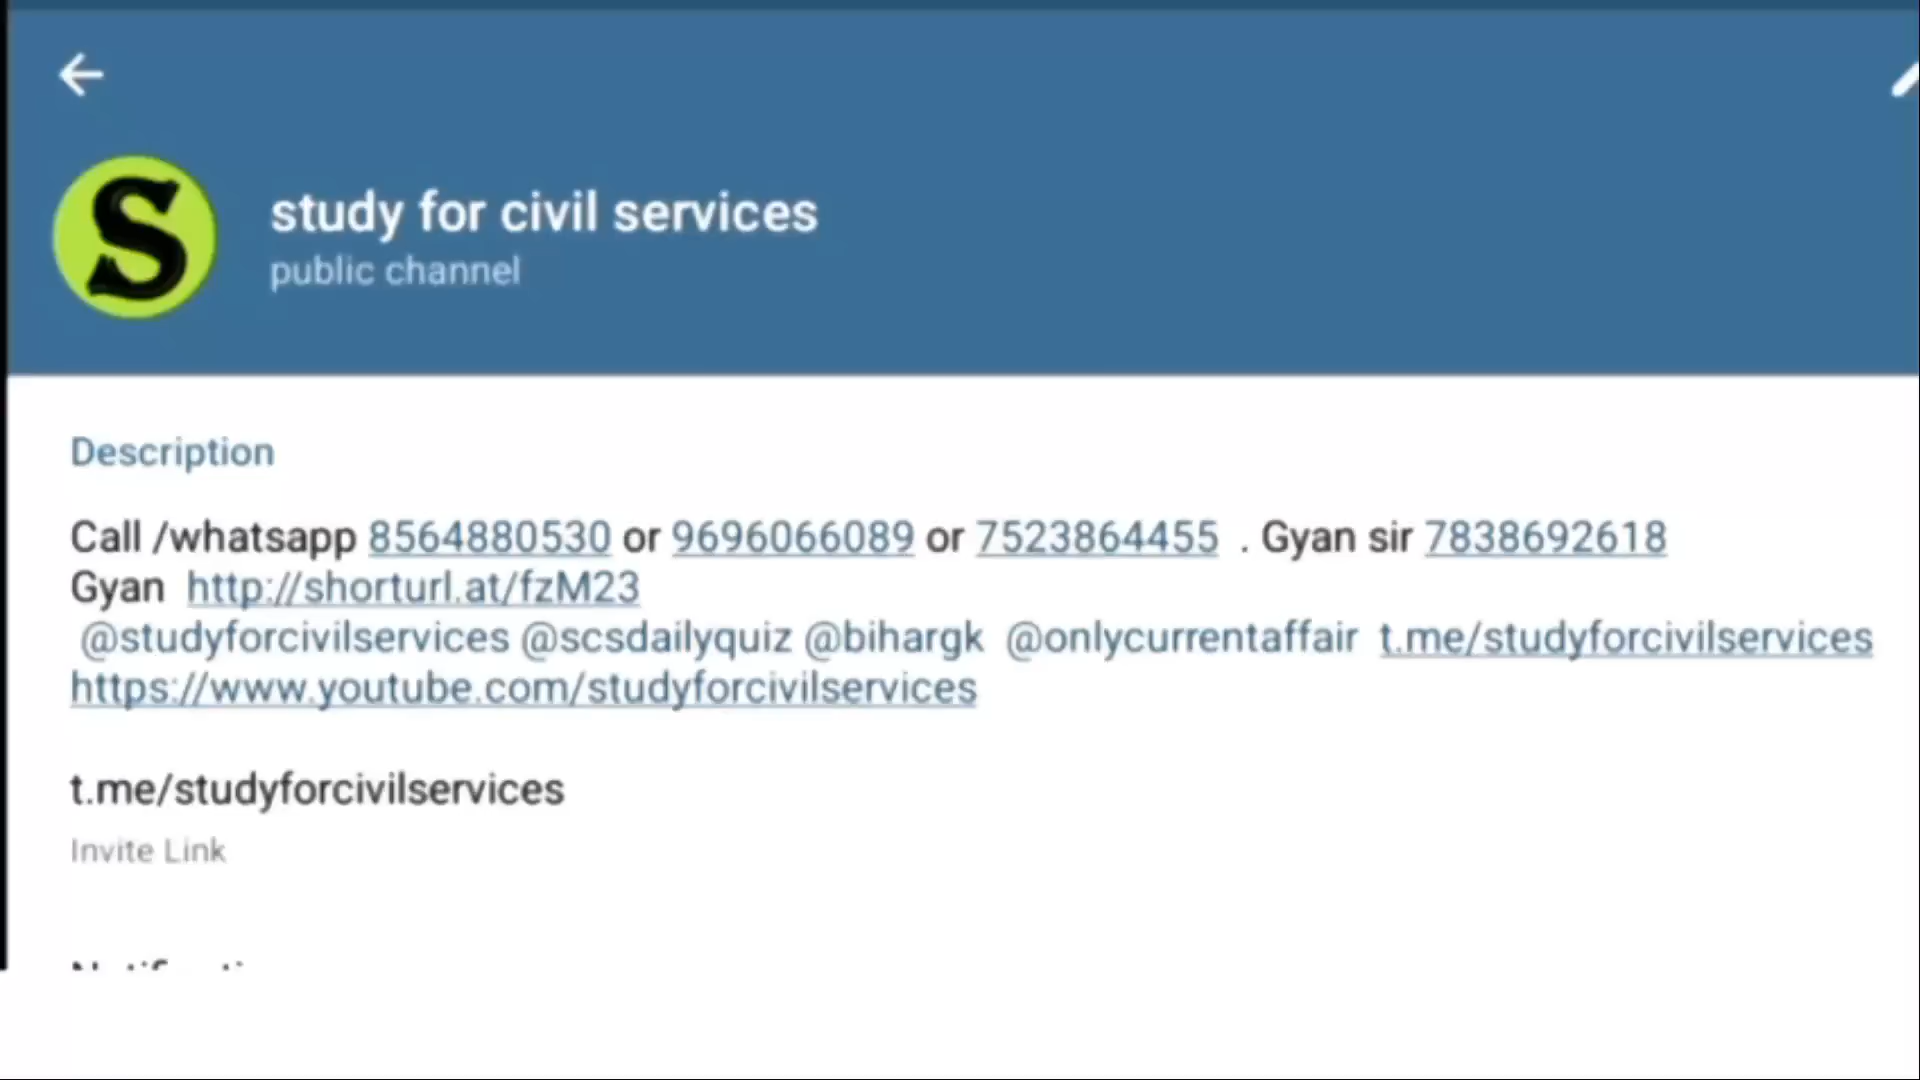 S
study for civil services
public channel
Description
Call /whatsapp 8564880530 or 9696066089 or 7523864455 . Gyan sir 7838692618
Gyan http://shorturl.at/fzM23
@studyforcivilservices @scsdailyquiz @bihargk @onlycurrentaffair t.me/studyforcivilservices
https://www.youtube.com/studyforcivilservices
t.me/studyforcivilservices
Invite Link